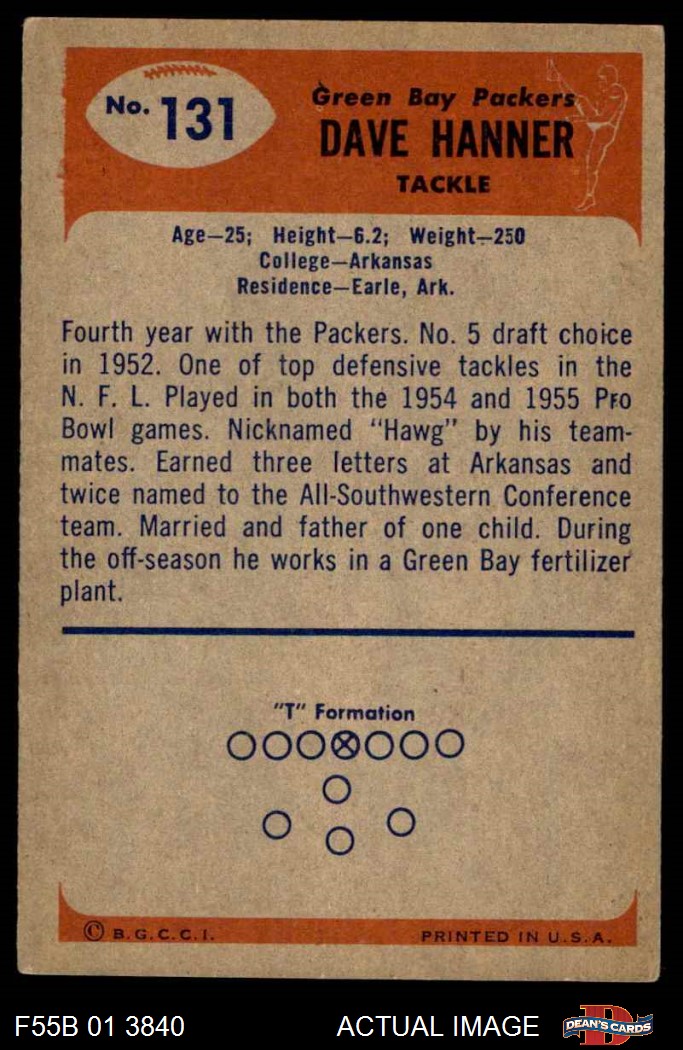 No. 131
Green Bay Packers
DAVE HANNER
TACKLE
Age—25; Height—6.2; Weight—250
College—Arkansas
Residence—Earle, Ark.
Fourth year with the Packers. No. 5 draft choice
in 1952. One of top defensive tackles in the
N. F. L. Played in both the 1954 and 1955 Pro
Bowl games. Nicknamed "Hawg" by his team-
mates. Earned three letters at Arkansas and
twice named to the All-Southwestern Conference
team. Married and father of one child. During
the off-season he works in a Green Bay fertilizer
plant.
"T" Formation
© B.G.C.C.I. PRINTED IN U.S.A.
F55B 01 3840 ACTUAL IMAGE D DEAN'S CARDS